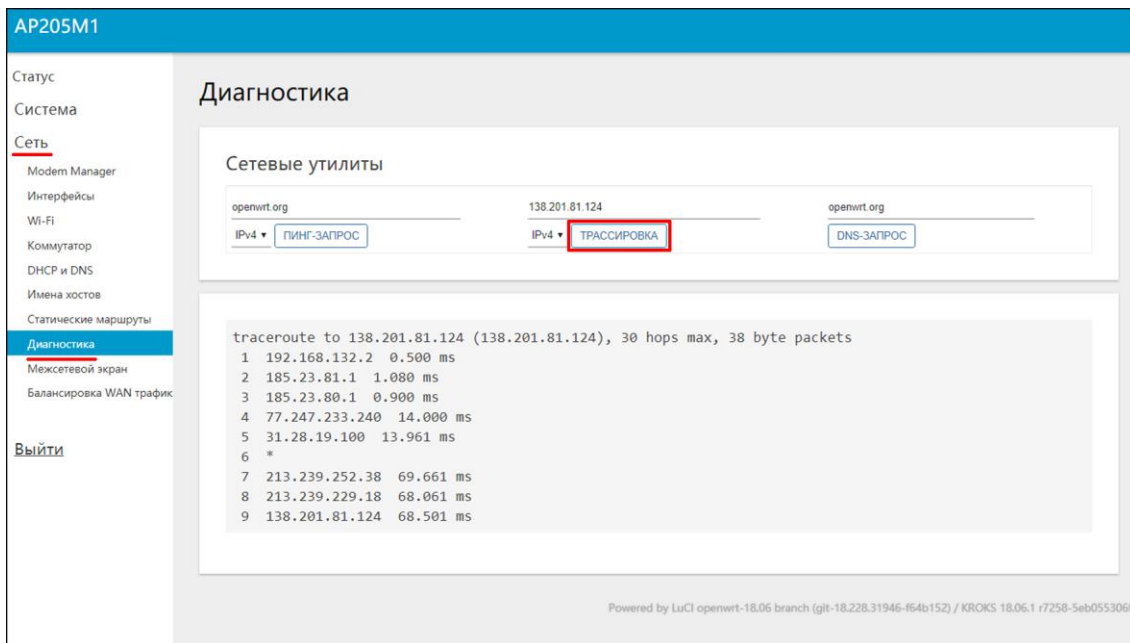 AP205M1
Статус
Система
Сеть
Modem Manager
Интерфейсы
Wi-Fi
Коммутатор
DHCP и DNS
Имена хостов
Статические маршруты
Диагностика
Межсетевой экран
Балансировка WAN трафик
Выйти
Диагностика
Сетевые утилиты
openwrt.org 138.201.81.124 openwrt.org
IPv4 ▾ ПИНГ-ЗАПРОС IPv4 ▾ ТРАССИРОВКА DNS-ЗАПРОС
traceroute to 138.201.81.124 (138.201.81.124), 30 hops max, 38 byte packets
1 192.168.132.2 0.500 ms
2 185.23.81.1 1.080 ms
3 185.23.80.1 0.900 ms
4 77.247.233.240 14.000 ms
5 31.28.19.100 13.961 ms
6 *
7 213.239.252.38 69.661 ms
8 213.239.229.18 68.061 ms
9 138.201.81.124 68.501 ms
Powered by LuCI openwrt-18.06 branch (git-18.228.31946-f64b152) / KROKS 18.06.1 r7258-5eb055306